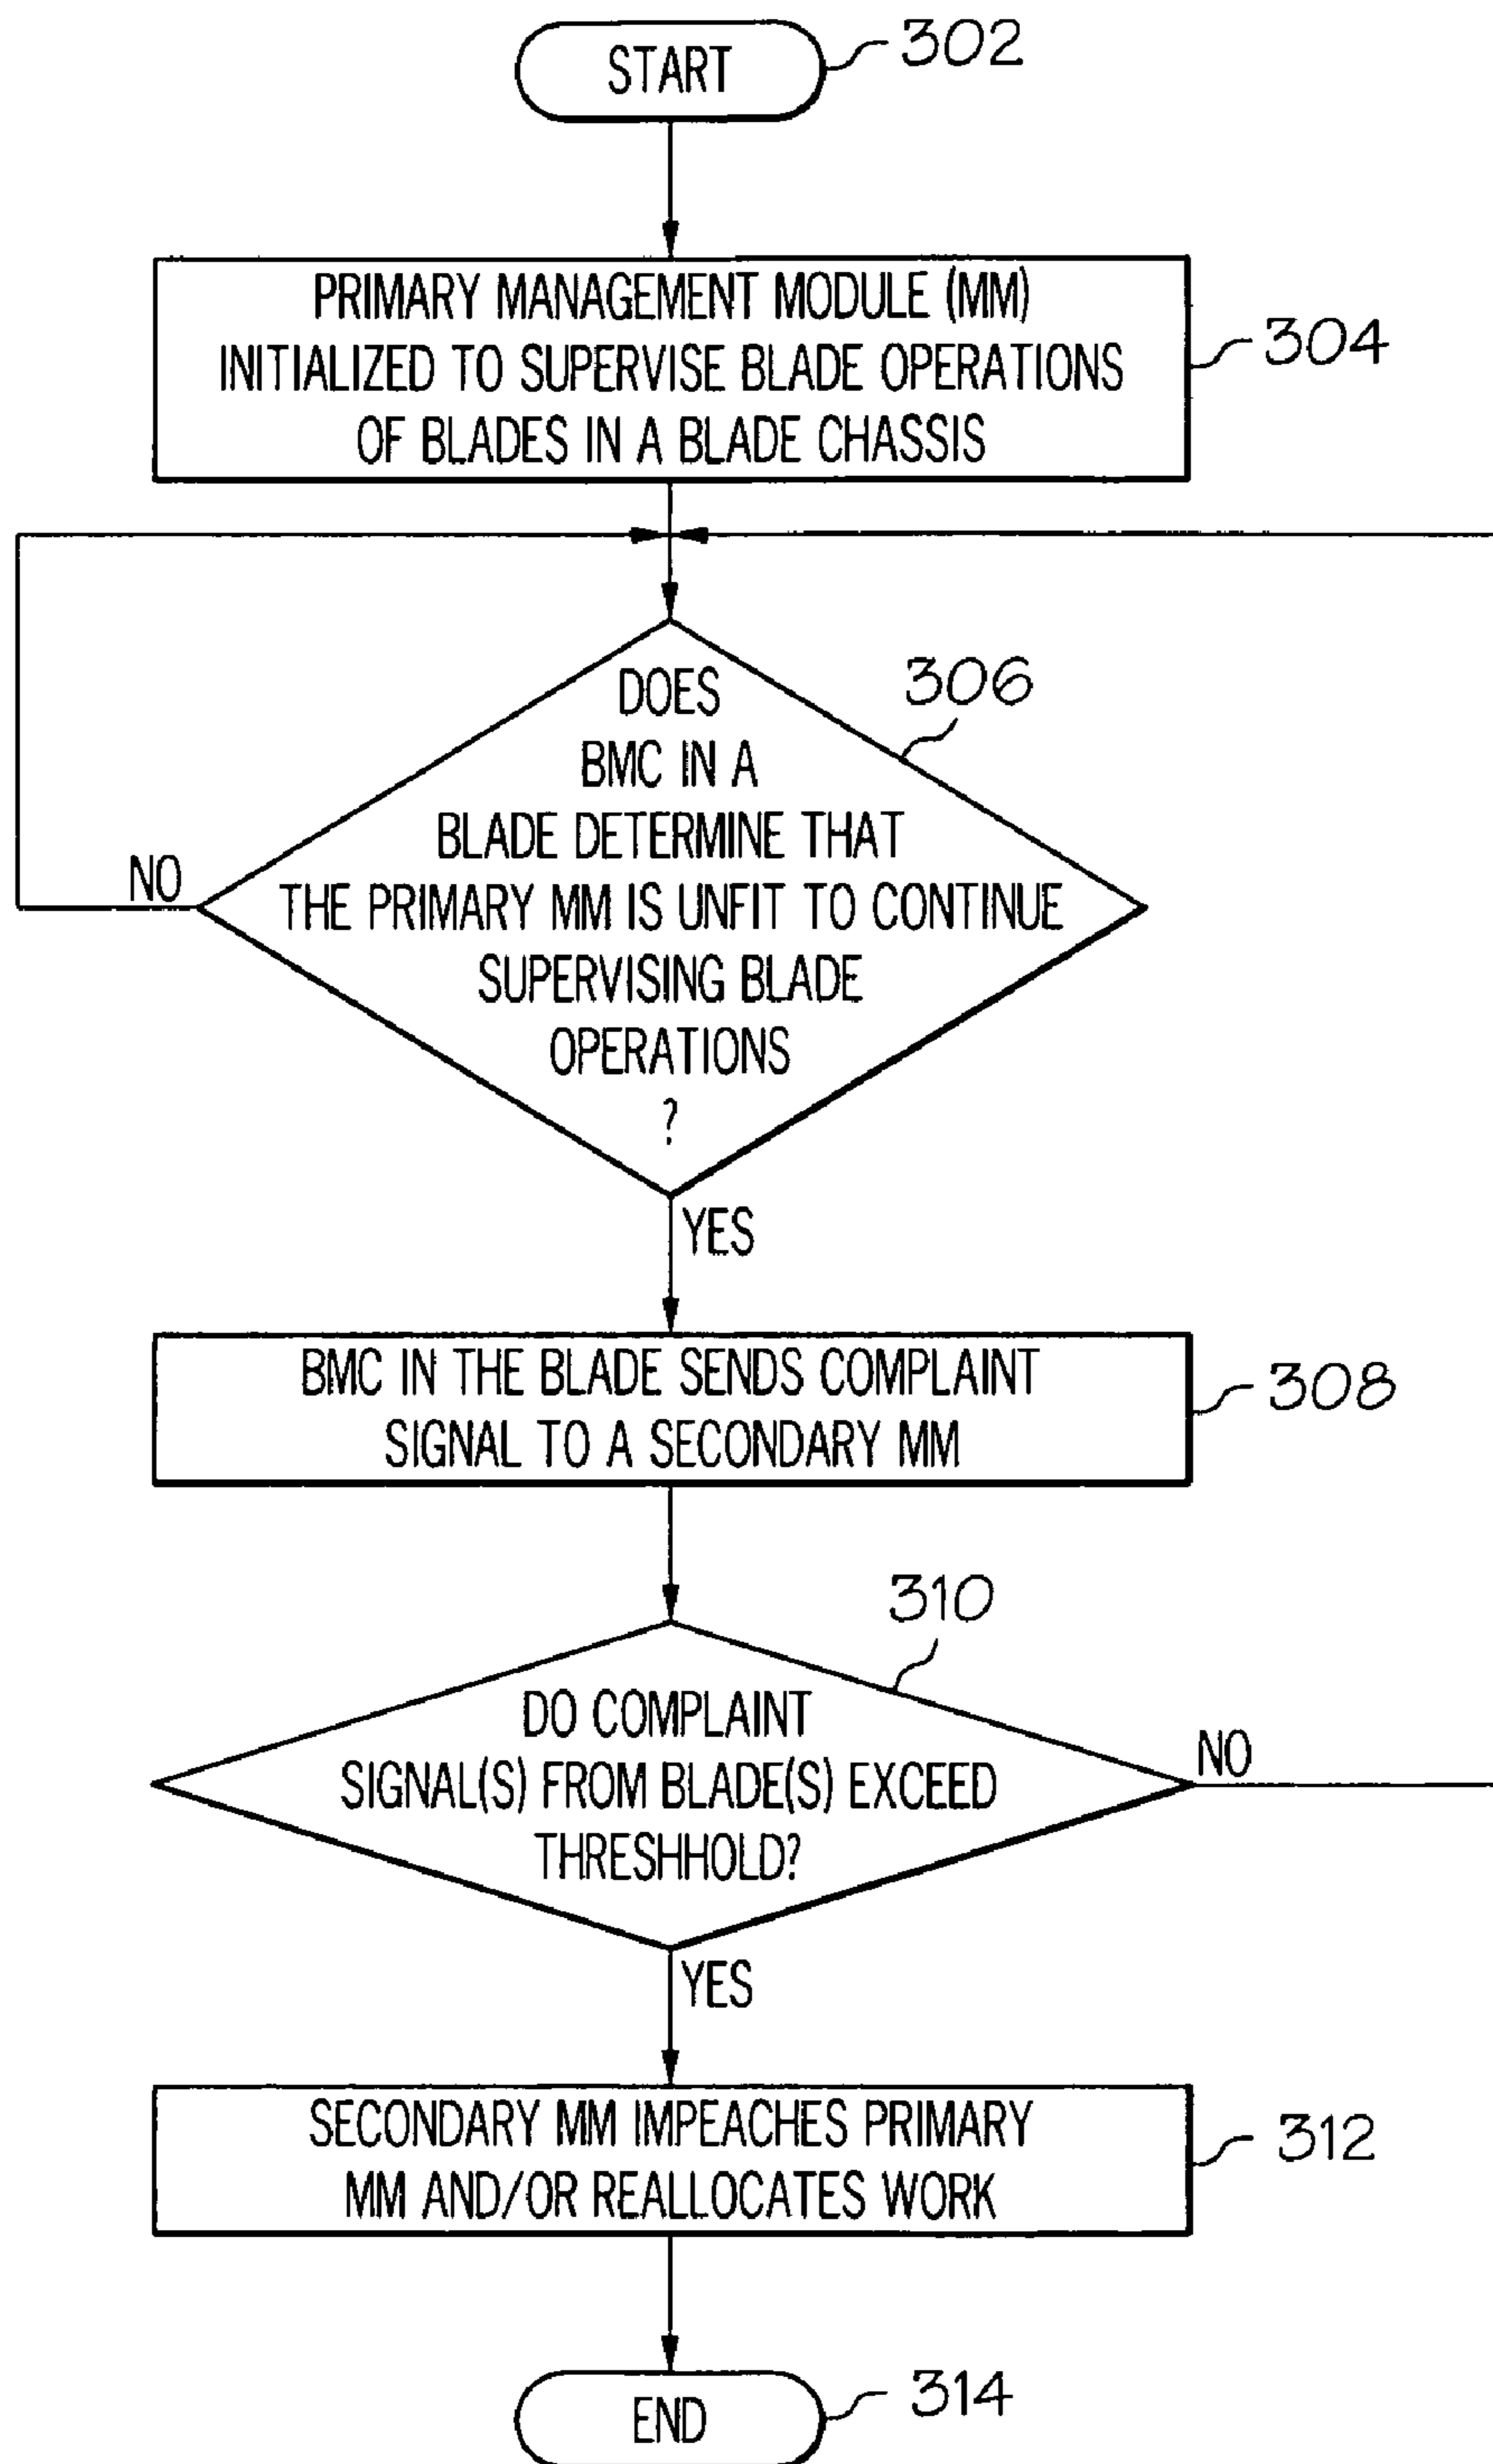 START
302
PRIMARY MANAGEMENT MODULE (MM)
INITIALIZED TO SUPERVISE BLADE OPERATIONS
OF BLADES IN A BLADE CHASSIS
304
DOES
BMC IN A
BLADE DETERMINE THAT
THE PRIMARY MM IS UNFIT TO CONTINUE
SUPERVISING BLADE
OPERATIONS
?
306
NO
YES
BMC IN THE BLADE SENDS COMPLAINT
SIGNAL TO A SECONDARY MM
308
310
DO COMPLAINT
SIGNAL(S) FROM BLADE(S) EXCEED
THRESHHOLD?
NO
YES
SECONDARY MM IMPEACHES PRIMARY
MM AND/OR REALLOCATES WORK
312
END
314